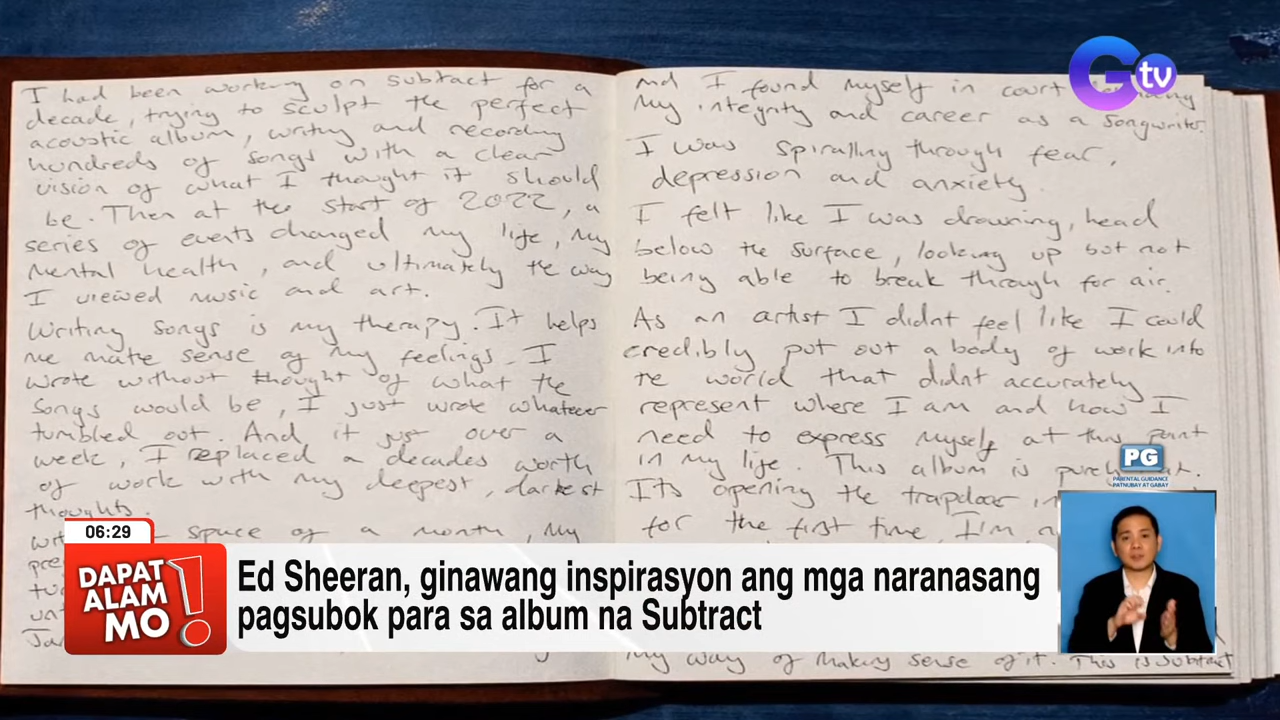 I had been working on subtract for a
decade, trying to sculpt the perfect
acoustic album, writing and recording
hundreds of songs with a clear
vision of what I thought it should
be. Then at the start of 2022, a
series of events changed my life, my
mental health, and ultimately the way
I viewed music and art.
Writing songs is my therapy. It helps
me make sense of my feelings. I
wrote without thought of what the
songs would be, I just wrote whatever
tumbled out. And in just over a
week, I replaced a decades worth
of work with my deepest, darkest
thoughts.
space of a month, my
and I found myself in court
my integrity and career as a songwriter.
I was spiralling through fear,
depression and anxiety.
I felt like I was drowning, head
below the surface, looking up but not
being able to break through for air.
As an artist I didnt feel like I could
credibly put out a body of work into
the world that didnt accurately
represent where I am and how I
need to express myself at this point
in my life. This album is purely that.
Its opening the trapdoor
for the first time, I'm
my way of making sense of it. This is Subtract
G tv
PG
PARENTAL GUIDANCE
PATNUBAY AT GABAY
06:29
DAPAT
ALAM
MO!
Ed Sheeran, ginawang inspirasyon ang mga naranasang
pagsubok para sa album na Subtract